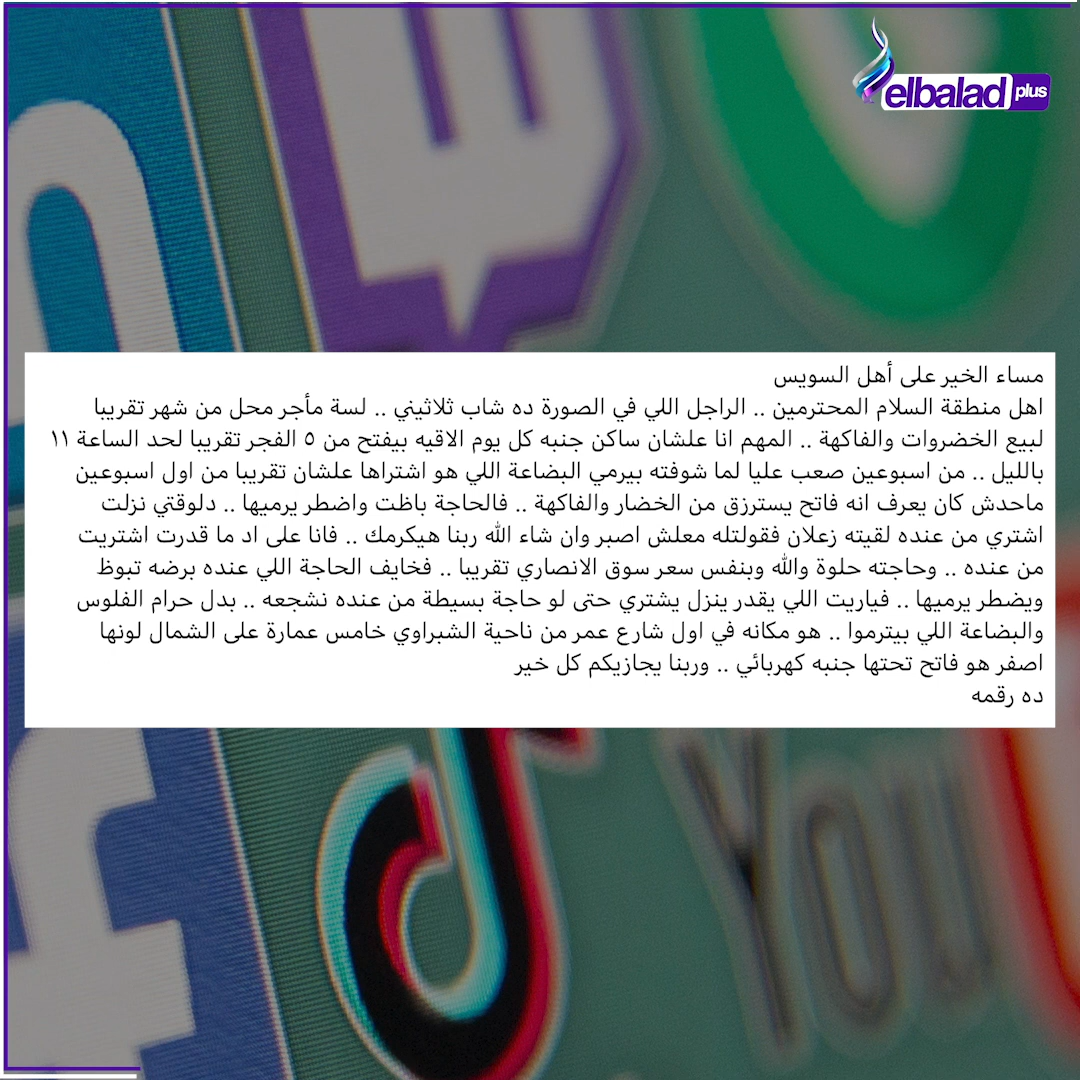 elbalad plus
مساء الخير على أهل السويس
اهل منطقة السلام المحترمين .. الراجل اللي في الصورة ده شاب ثلاثيني .. لسة مأجر محل من شهر تقريبا
لبيع الخضروات والفاكهة .. المهم انا علشان ساكن جنبه كل يوم الاقيه بيفتح من ٥ الفجر تقريبا لحد الساعة ١١
بالليل .. من اسبوعين صعب عليا لما شوفته بيرمي البضاعة اللي هو اشتراها علشان تقريبا من اول اسبوعين
ماحدش كان يعرف انه فاتح يسترزق من الخضار والفاكهة .. فالحاجة باظت واضطر يرميها .. دلوقتي نزلت
اشتري من عنده لقيته زعلان فقولتله معلش اصبر وان شاء الله ربنا هيكرمك .. فانا على اد ما قدرت اشتريت
من عنده .. وحاجته حلوة والله وبنفس سعر سوق الانصاري تقريبا .. فخايف الحاجة اللي عنده برضه تبوظ
ويضطر يرميها .. فياريت اللي يقدر ينزل يشتري حتى لو حاجة بسيطة من عنده نشجعه .. بدل حرام الفلوس
والبضاعة اللي بيترموا .. هو مكانه في اول شارع عمر من ناحية الشبراوي خامس عمارة على الشمال لونها
اصفر هو فاتح تحتها جنبه كهربائي .. وربنا يجازيكم كل خير
ده رقمه
You